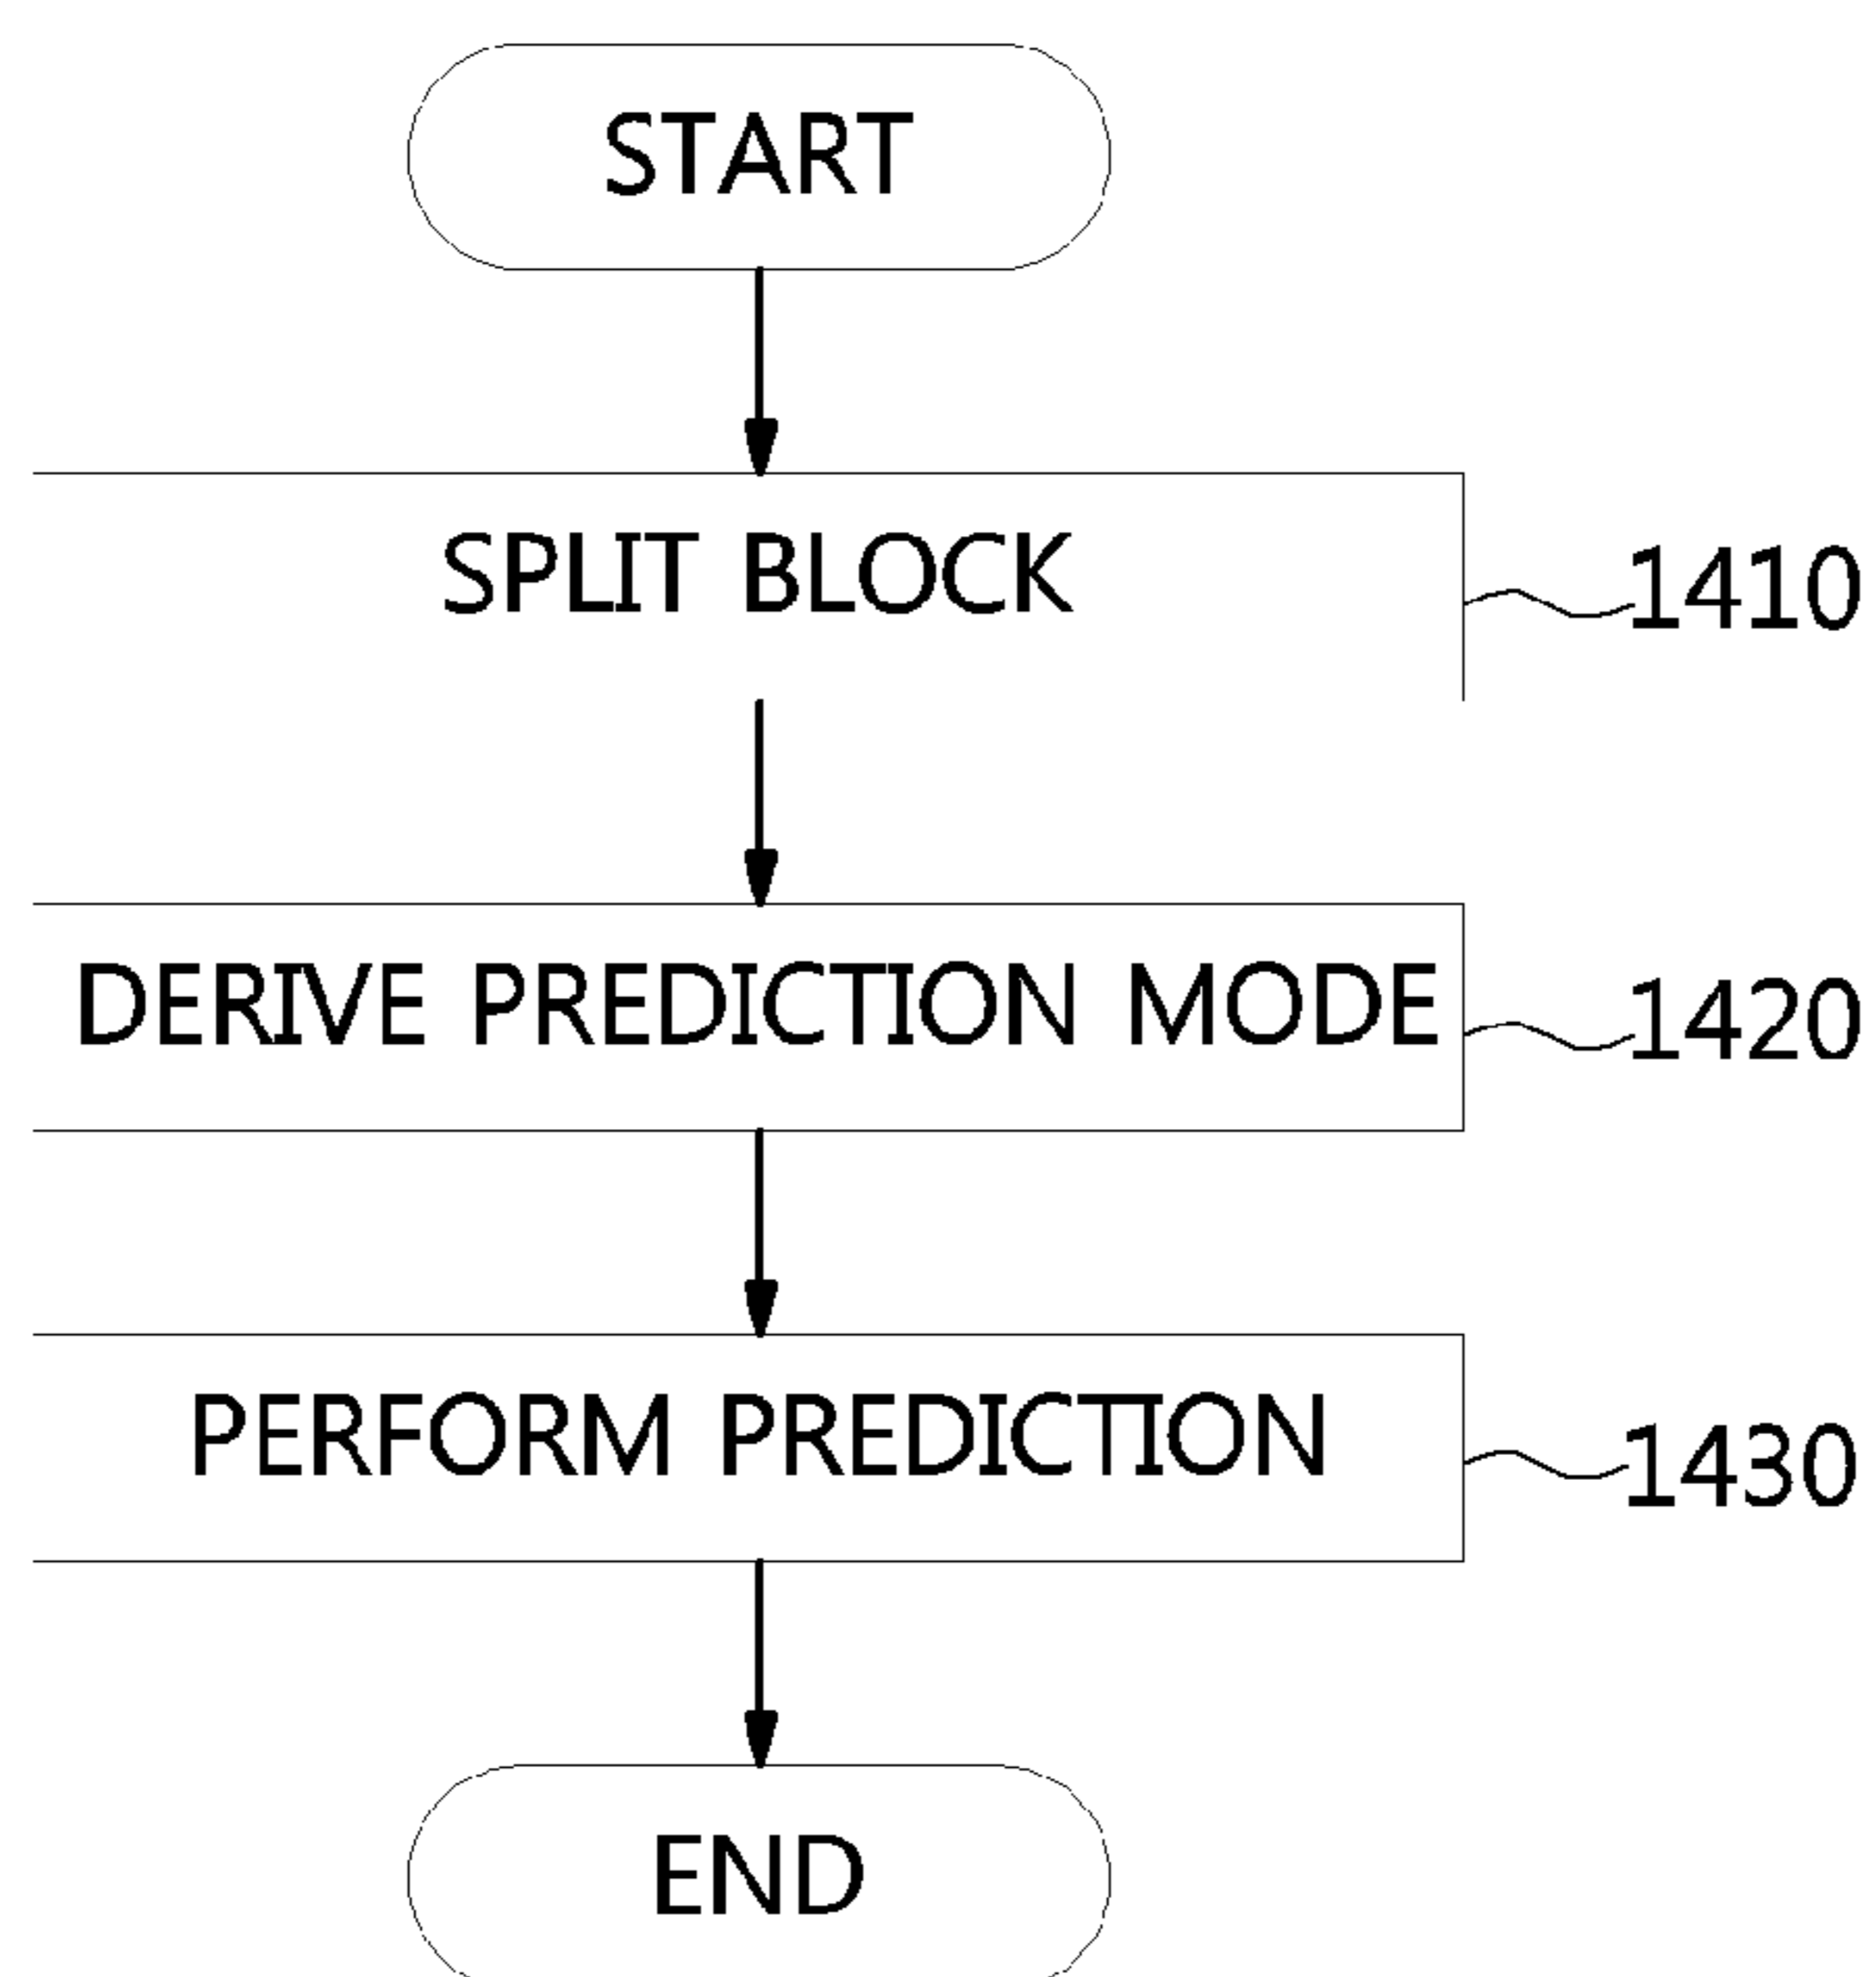 START
SPLIT BLOCK
1410
DERIVE PREDICTION MODE
1420
PERFORM PREDICTION
1430
END